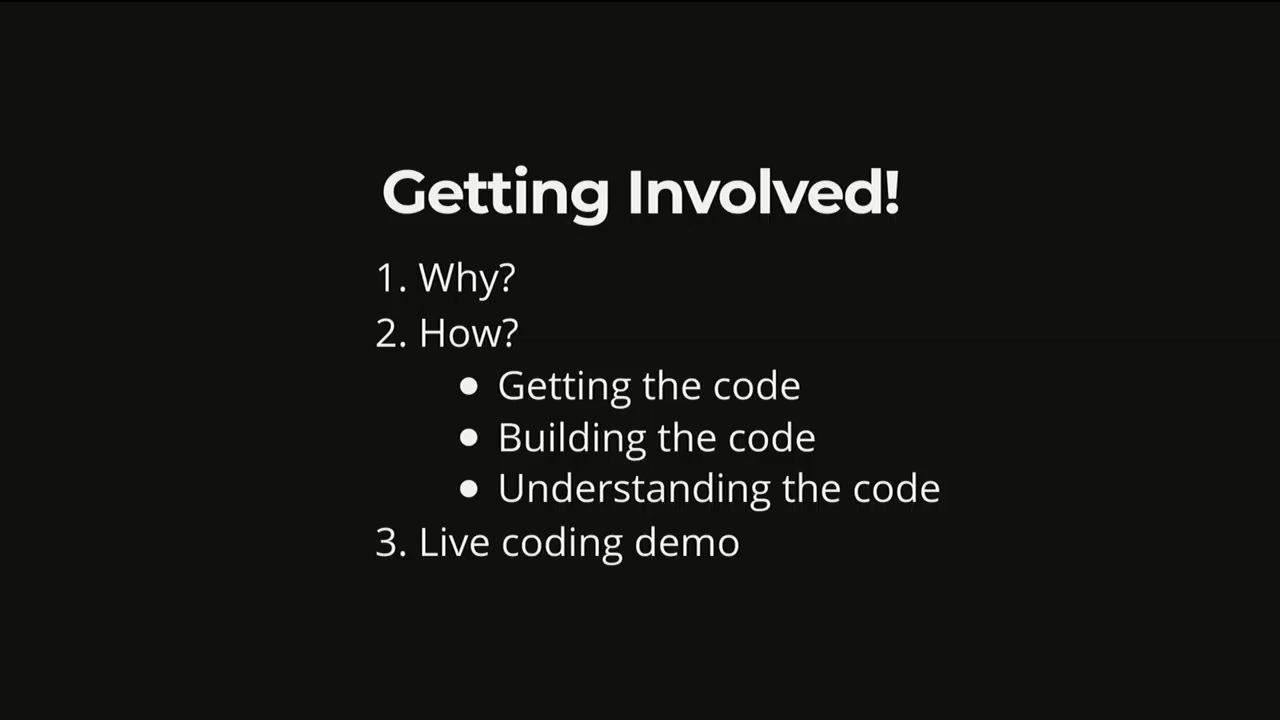 Getting Involved!
1. Why?
2. How?
● Getting the code
● Building the code
● Understanding the code
3. Live coding demo